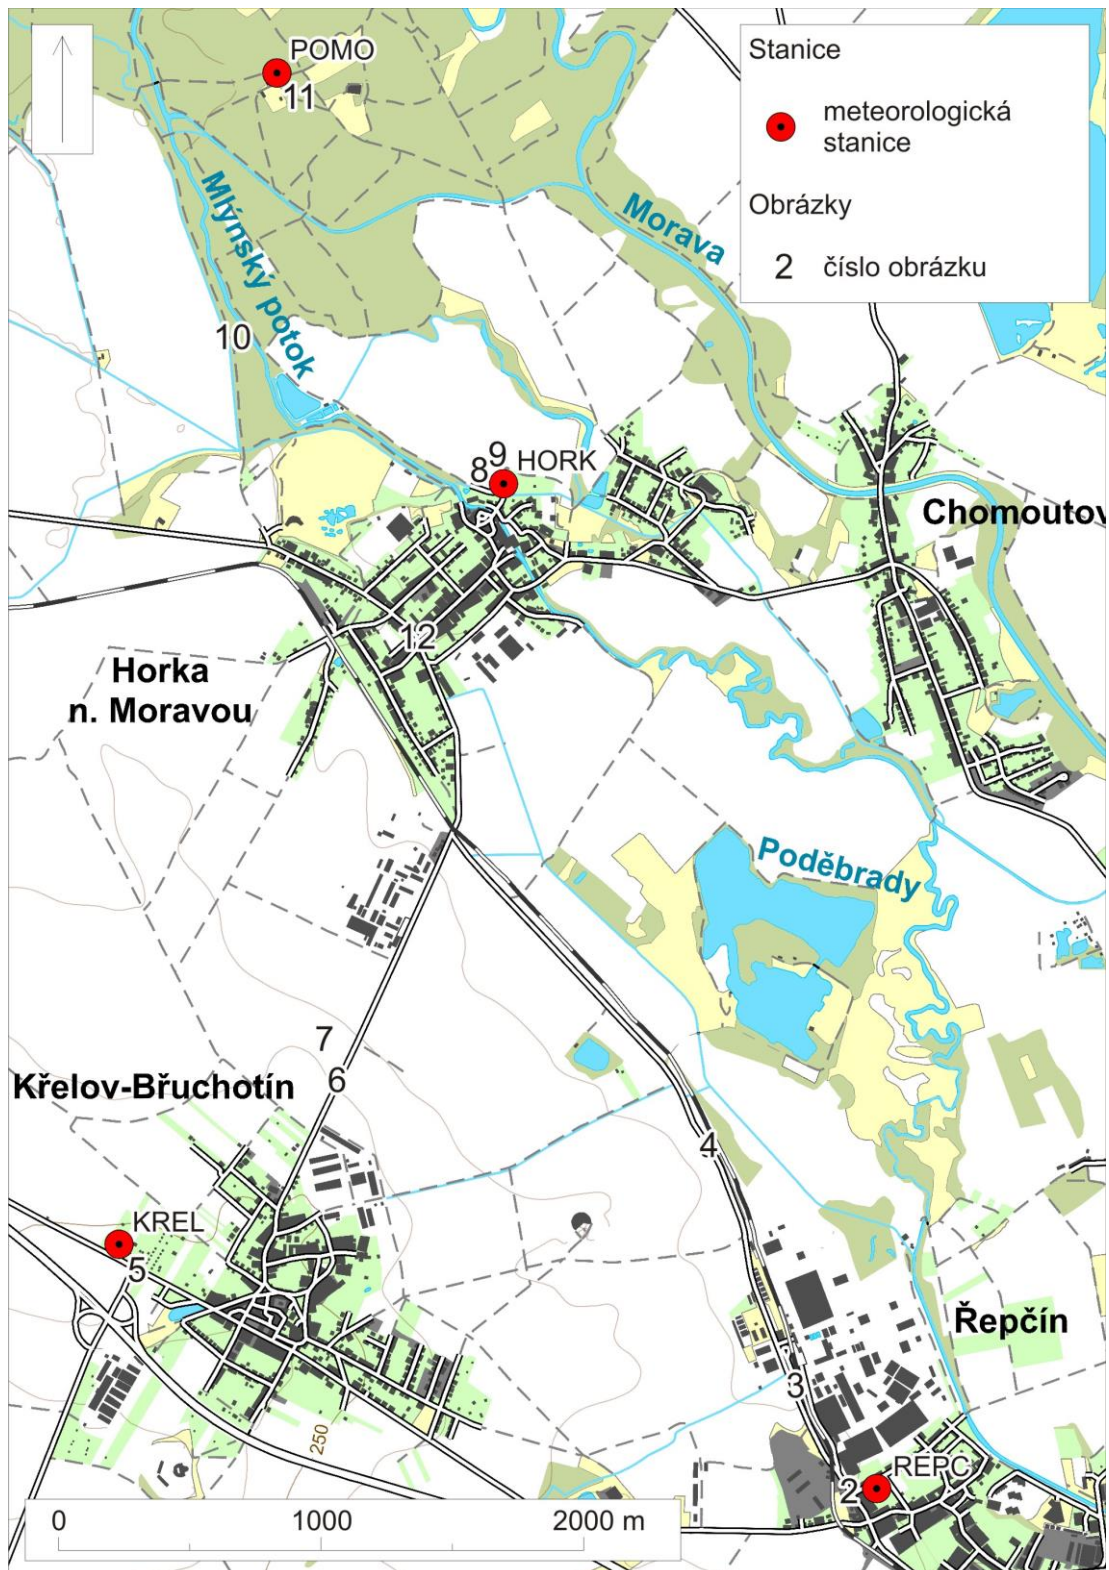 POMO
11
Stanice
meteorologická
stanice
Obrázky
2 číslo obrázku
Mlýnský potok
Morava
10
9
8
HORK
Chomoutov
12
Horka
n. Moravou
Poděbrady
7
6
Křelov-Břuchotín
4
KREL
5
Řepčín
3
250
REPC
2
0 1000 2000 m